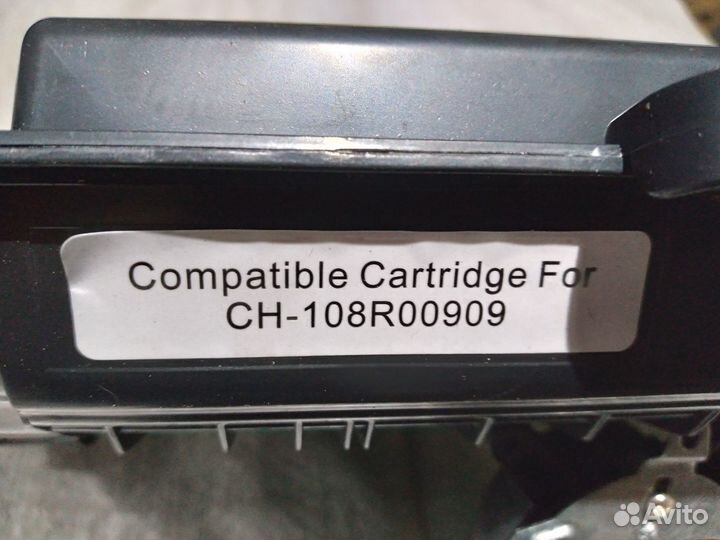 Compatible Cartridge For
CH-108R00909
Avito